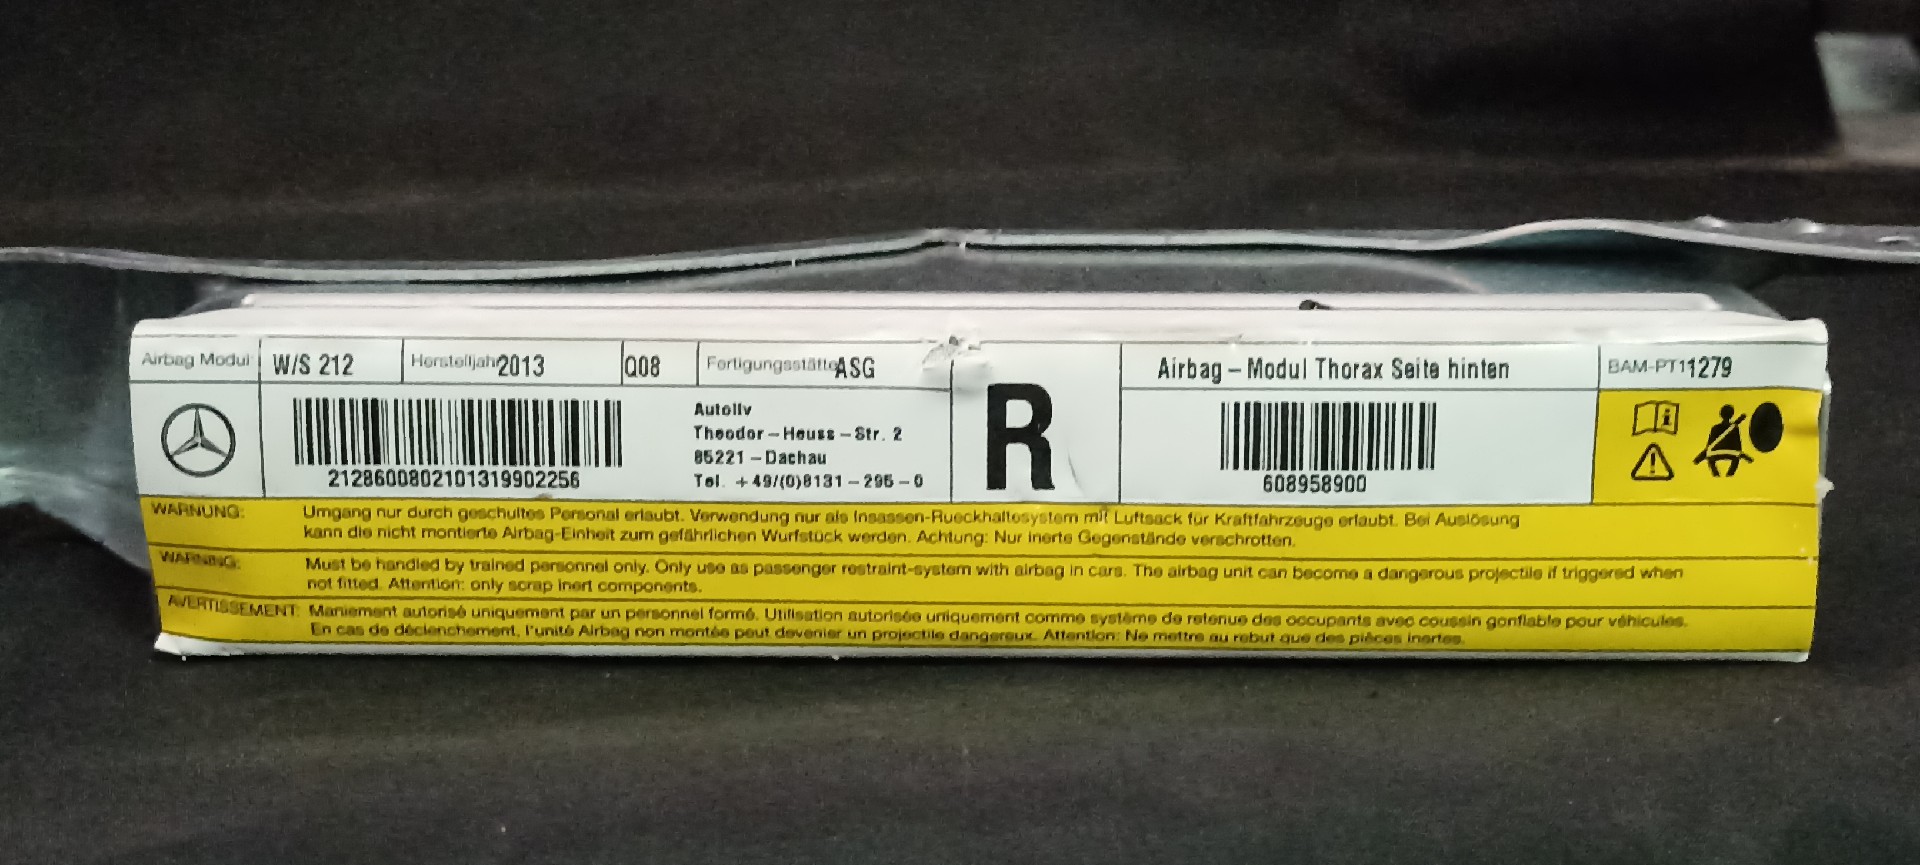 Airbag Modul W/S 212 Herstelljahr 2013 Q08 Fertigungsstätte ASG
2128600802101319902256
Autoliv
Theodor-Heuss-Str. 2
85221-Dachau
Tel. +49/(0)8131-295-0
R
Airbag-Modul Thorax Seite hinten
608958900
BAM-PT11279
WARNUNG: Umgang nur durch geschultes Personal erlaubt. Verwendung nur als Insassen-Rueckhaltesystem mit Luftsack für Kraftfahrzeuge erlaubt. Bei Auslösung
kann die nicht montierte Airbag-Einheit zum gefährlichen Wurfstück werden. Achtung: Nur inerte Gegenstände verschrotten.
WARNING: Must be handled by trained personnel only. Only use as passenger restraint-system with airbag in cars. The airbag unit can become a dangerous projectile if triggered when
not fitted. Attention: only scrap inert components.
AVERTISSEMENT: Maniement autorisé uniquement par un personnel formé. Utilisation autorisée uniquement comme système de retenue des occupants avec coussin gonflable pour véhicules.
En cas de déclenchement, l'unité Airbag non montée peut devenier un projectile dangereux. Attention: Ne mettre au rebut que des pièces inertes.